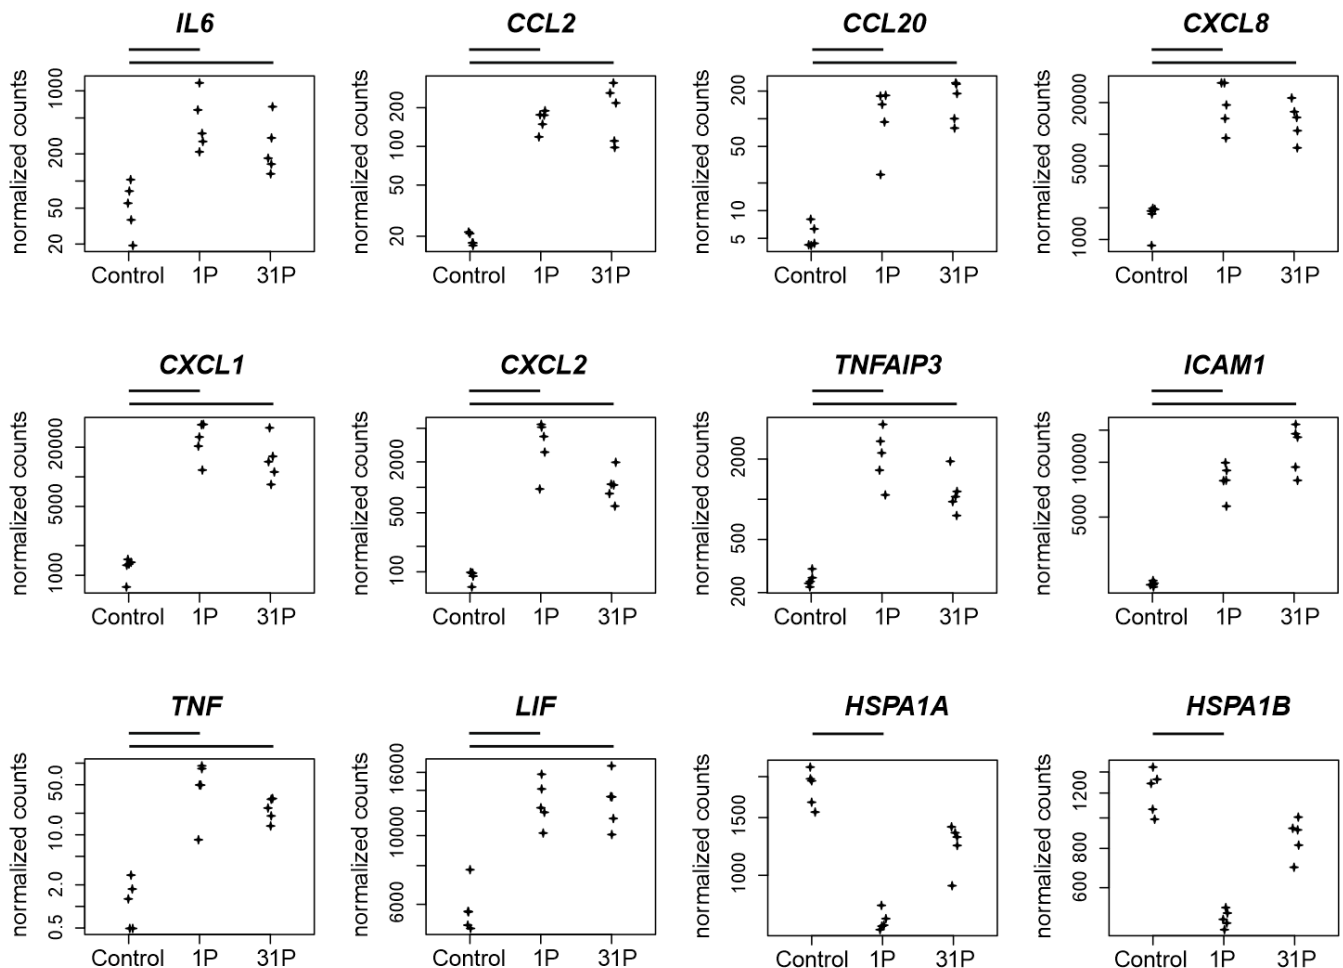 IL6
CCL2
CCL20
CXCL8
normalized counts
1000
200
50
20
Control 1P 31P
normalized counts
200
100
50
20
Control 1P 31P
normalized counts
200
50
10
5
Control 1P 31P
normalized counts
20000
5000
1000
Control 1P 31P
CXCL1
CXCL2
TNFAIP3
ICAM1
normalized counts
20000
5000
1000
Control 1P 31P
normalized counts
2000
500
100
Control 1P 31P
normalized counts
2000
500
200
Control 1P 31P
normalized counts
10000
5000
Control 1P 31P
TNF
LIF
HSPA1A
HSPA1B
normalized counts
50.0
10.0
2.0
0.5
Control 1P 31P
normalized counts
16000
10000
6000
Control 1P 31P
normalized counts
1500
1000
Control 1P 31P
normalized counts
1200
800
600
Control 1P 31P